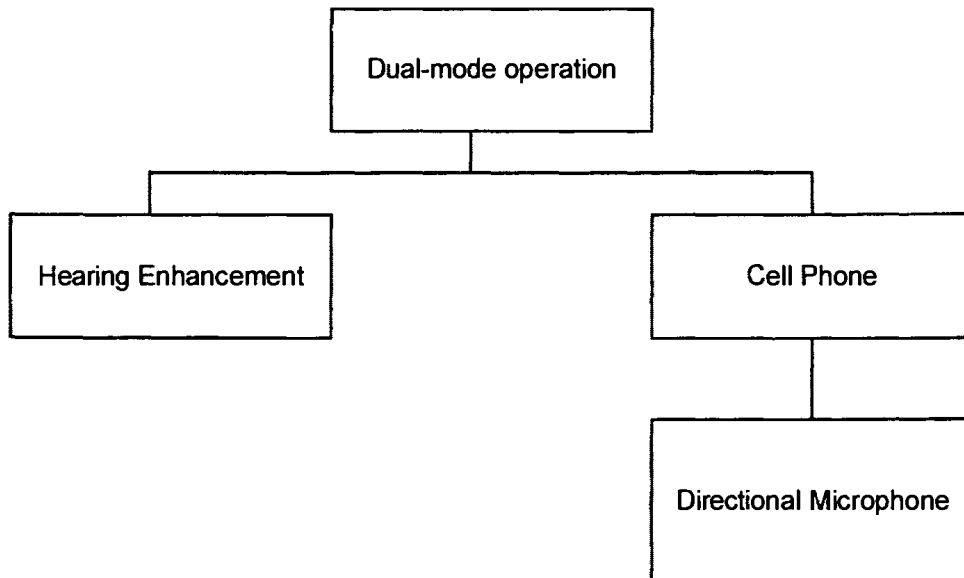 Dual-mode operation
Hearing Enhancement
Cell Phone
Directional Microphone